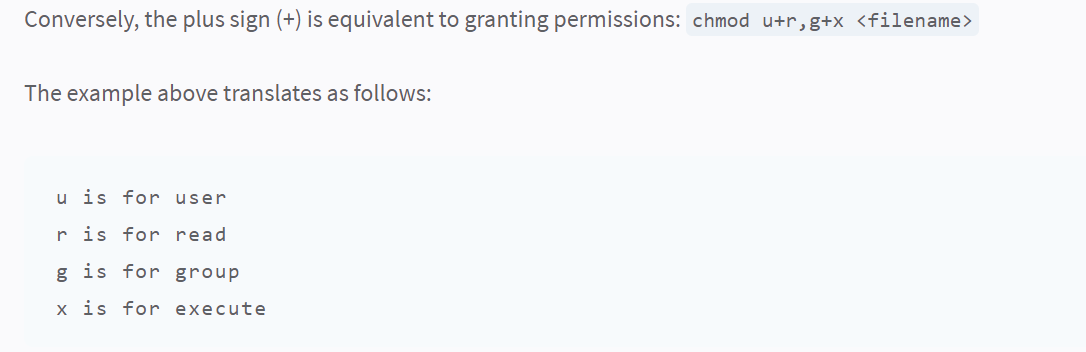 Conversely, the plus sign (+) is equivalent to granting permissions: chmod u+r,g+x <filename>
The example above translates as follows:
u is for user
r is for read
g is for group
x is for execute